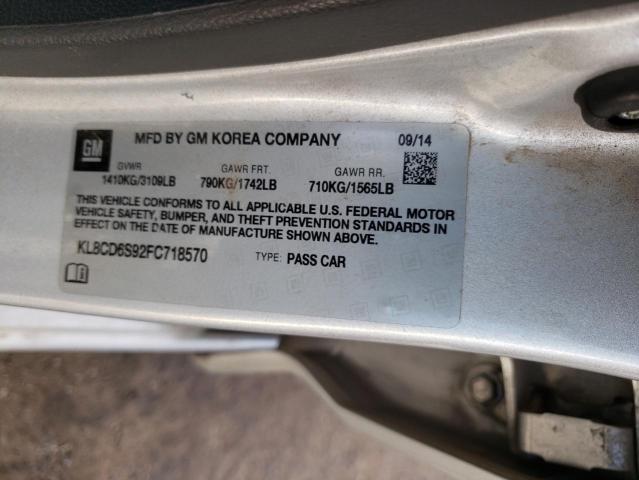 GM
MFD BY GM KOREA COMPANY 09/14
GVWR GAWR FRT. GAWR RR.
1410KG/3109LB 790KG/1742LB 710KG/1565LB
THIS VEHICLE CONFORMS TO ALL APPLICABLE U.S. FEDERAL MOTOR
VEHICLE SAFETY, BUMPER, AND THEFT PREVENTION STANDARDS IN
EFFECT ON THE DATE OF MANUFACTURE SHOWN ABOVE.
KL8CD6S92FC718570 TYPE: PASS CAR